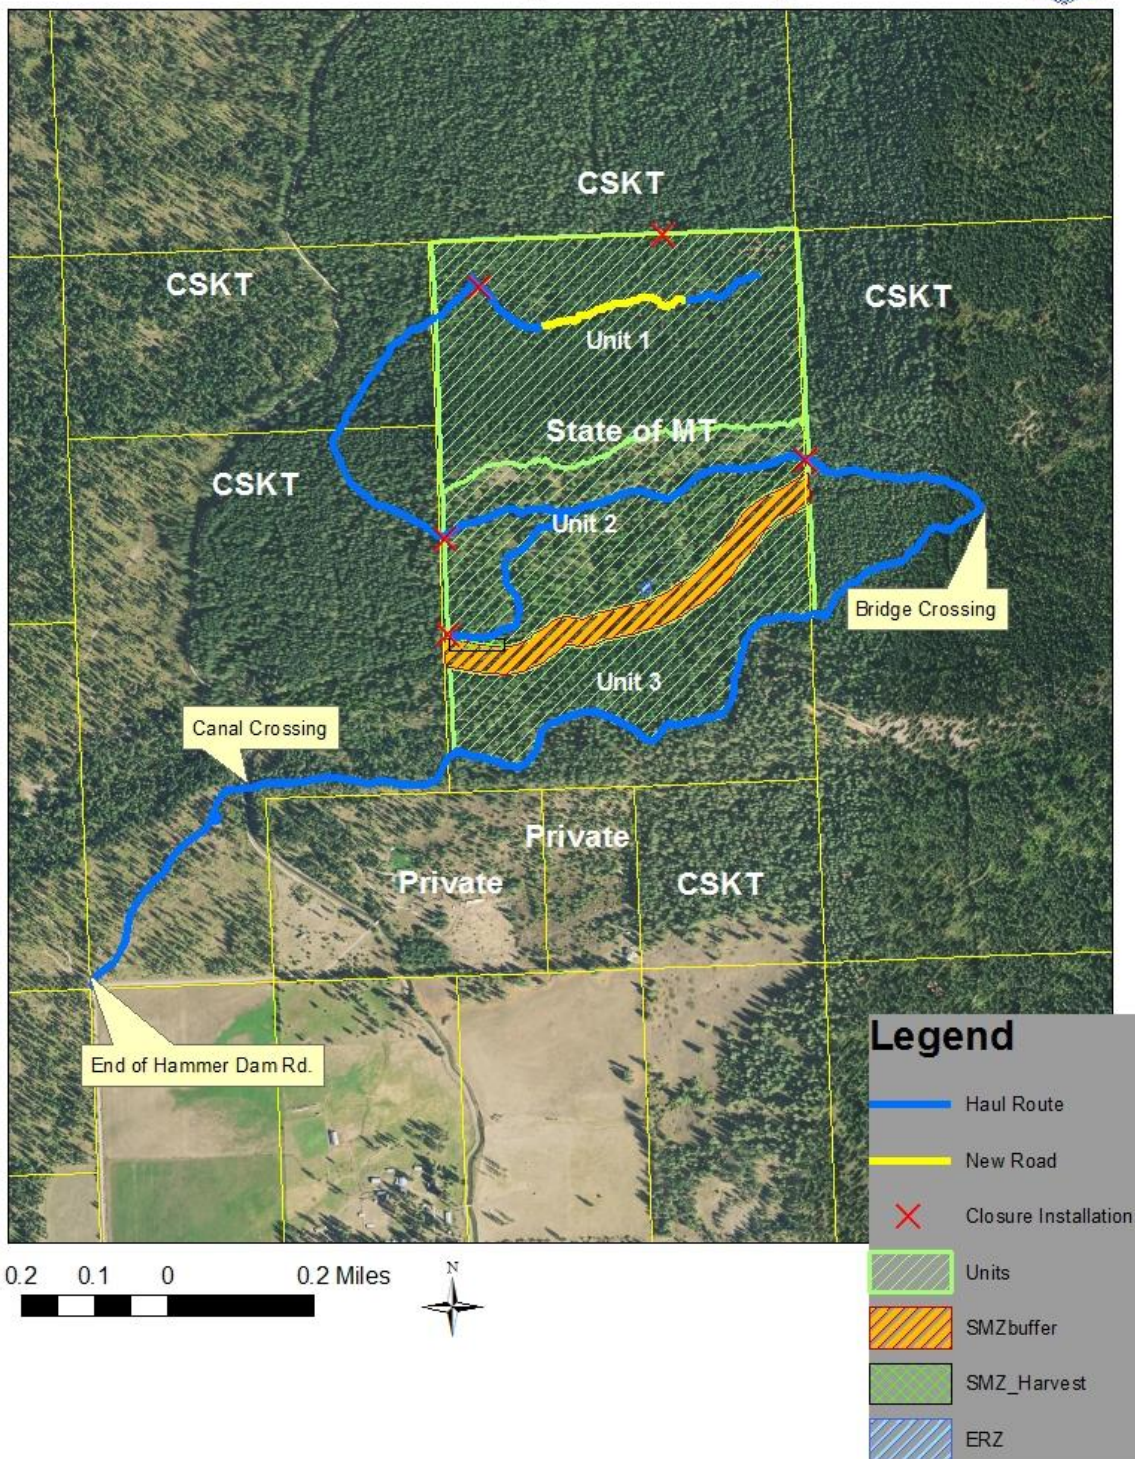 CSKT
CSKT
CSKT
Unit 1
State of MT
CSKT
Unit 2
Bridge Crossing
Unit 3
Canal Crossing
Private
Private
CSKT
End of Hammer Dam Rd.
Legend
Haul Route
New Road
Closure Installation
Units
SMZbuffer
SMZ_Harvest
ERZ
0.2 0.1 0 0.2 Miles
N